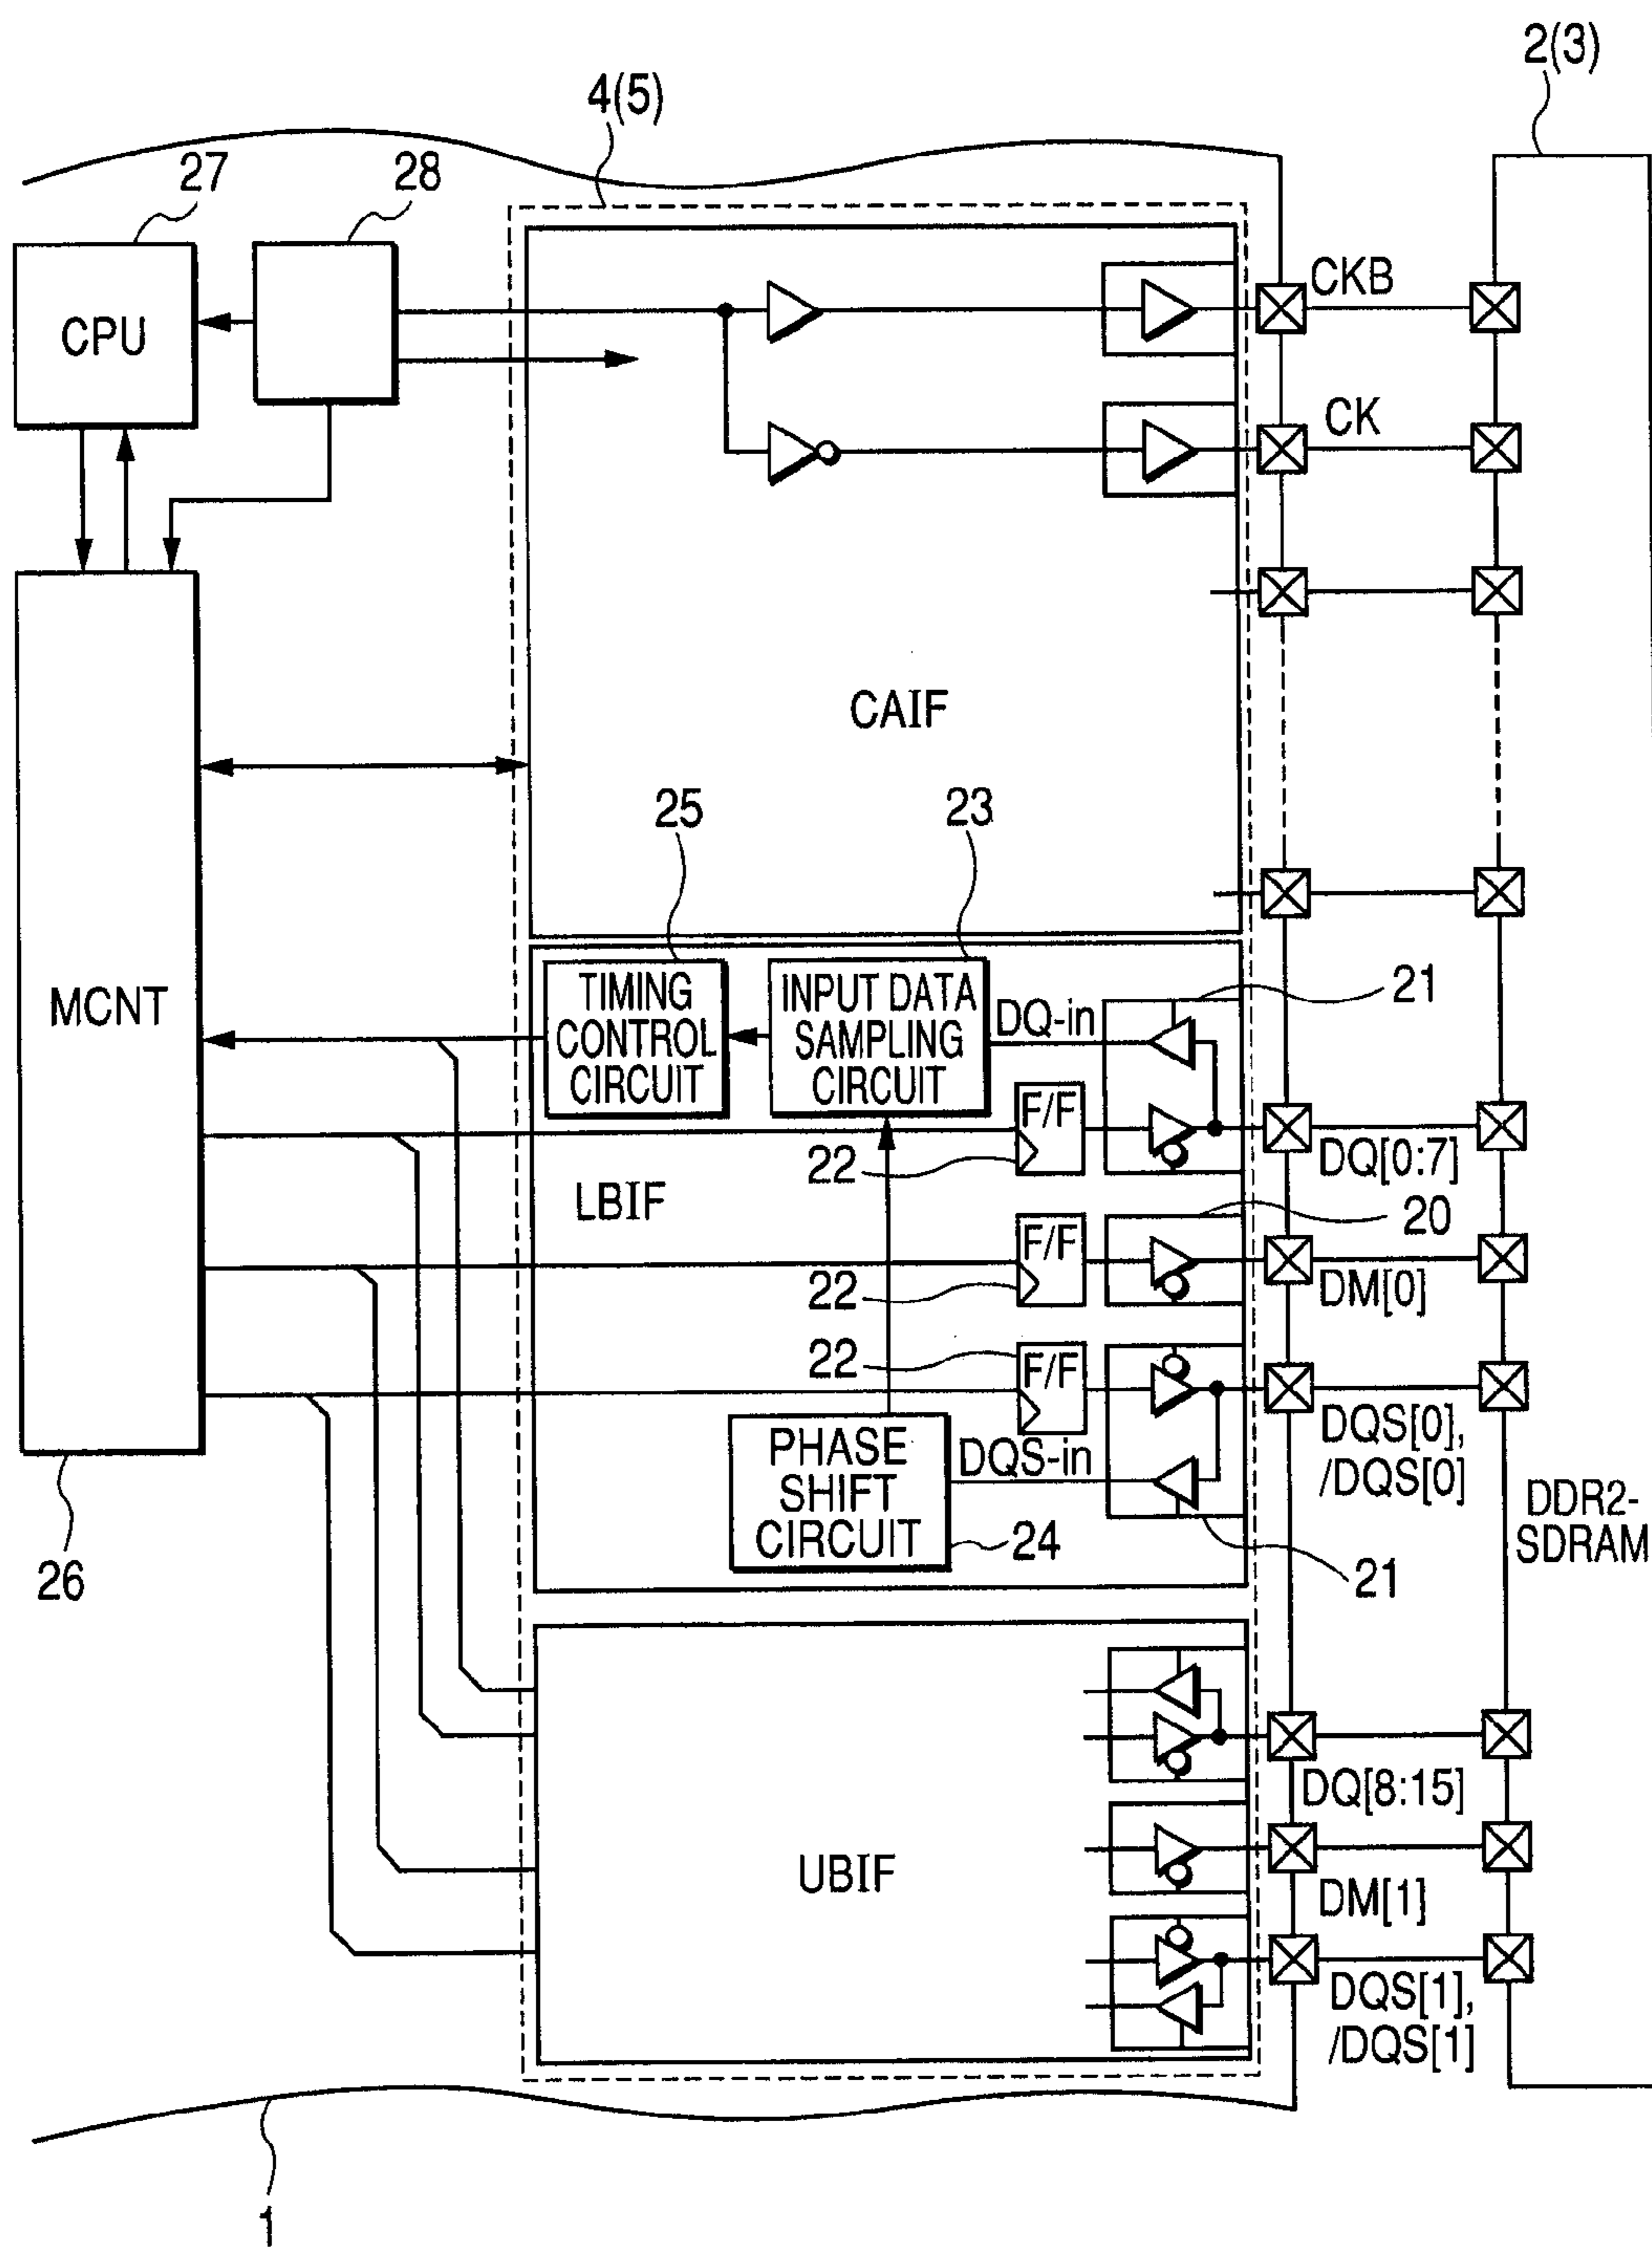 2(3)
4(5)
27
28
CPU
CKB
CK
CAIF
25
23
MCNT
TIMING
CONTROL
CIRCUIT
INPUT DATA
SAMPLING
CIRCUIT
DQ-in
21
F/F
22
DQ[0:7]
LBIF
20
F/F
22
DM[0]
22
F/F
DQS[0],
/DQS[0]
PHASE
SHIFT
CIRCUIT
DQS-in
24
21
DDR2-
SDRAM
26
DQ[8:15]
UBIF
DM[1]
DQS[1],
/DQS[1]
1